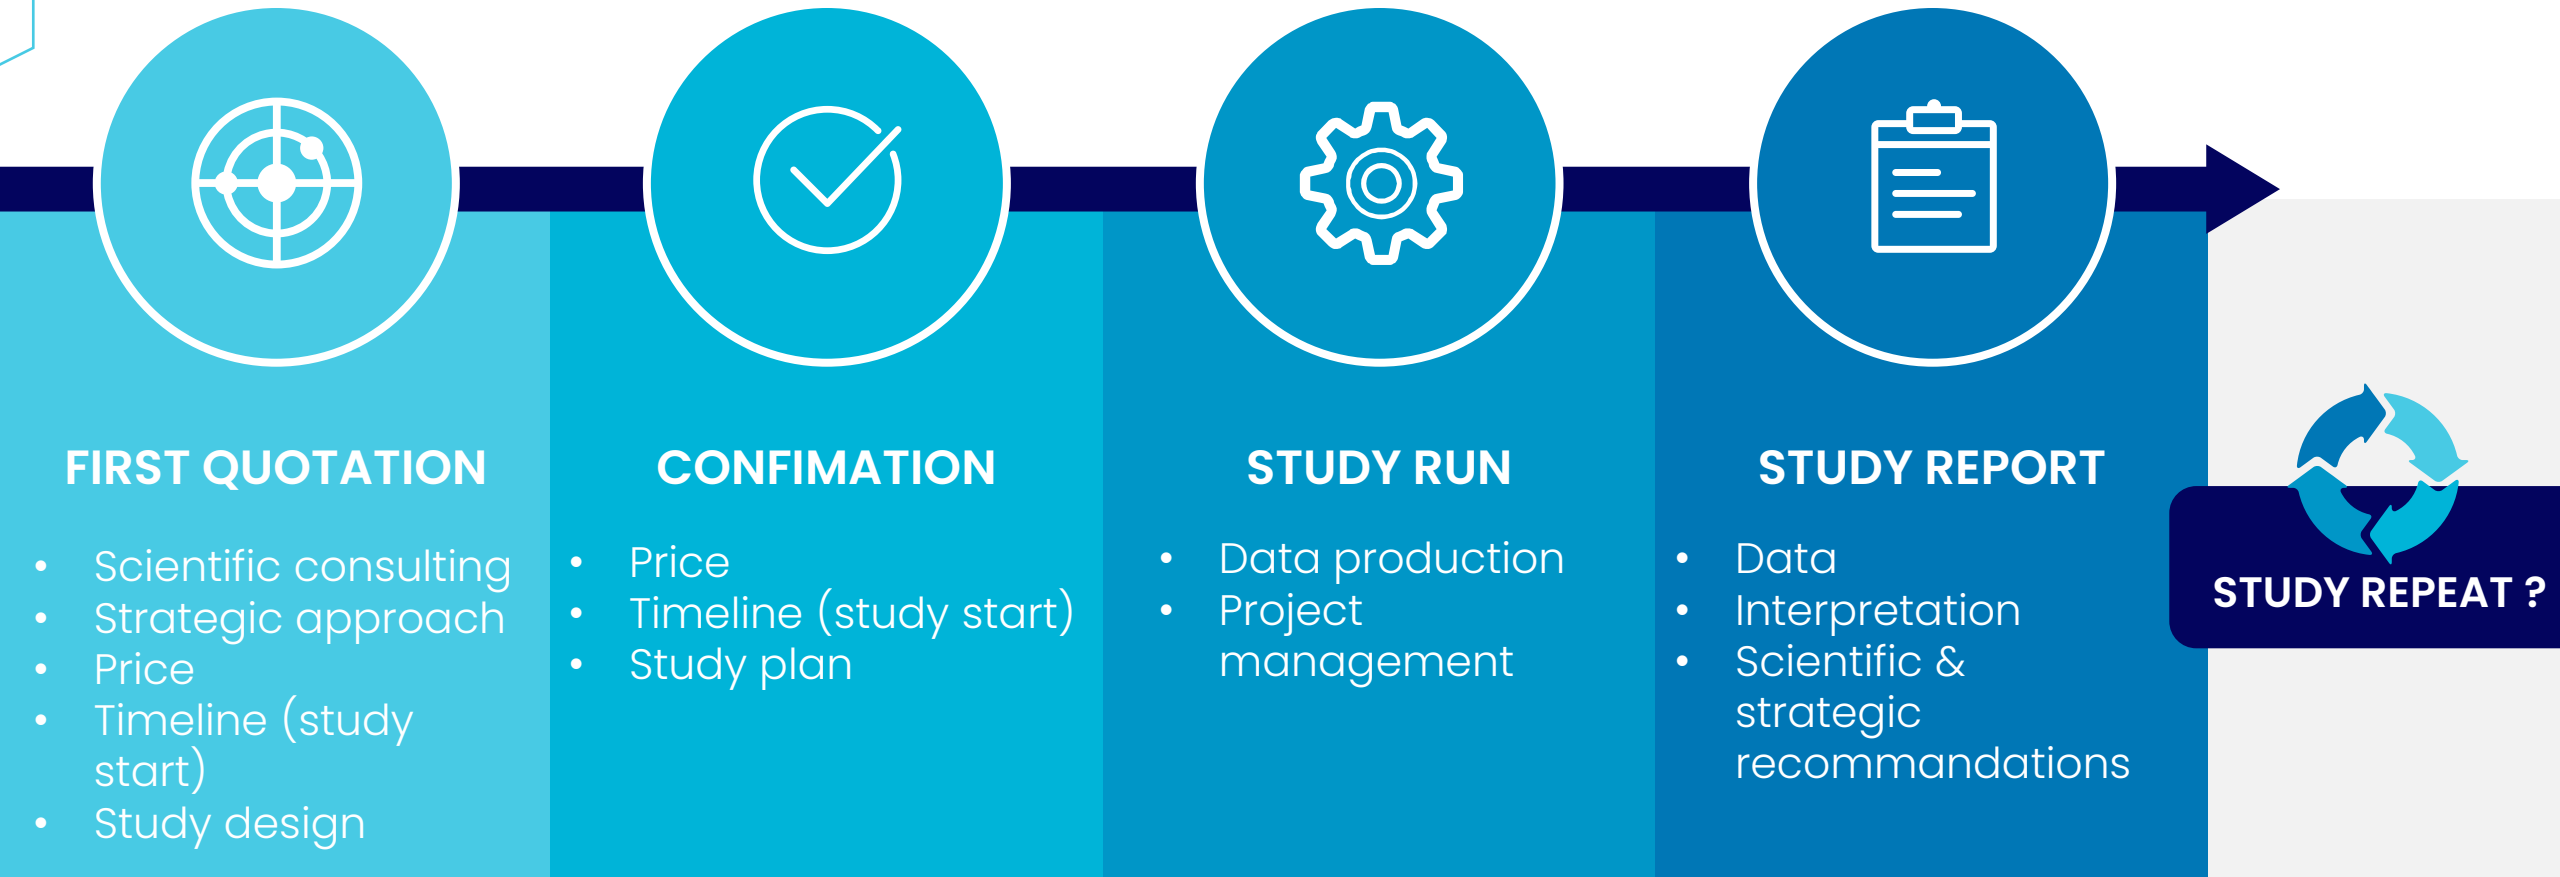 FIRST QUOTATION
• Scientific consulting
• Strategic approach
• Price
• Timeline (study
start)
• Study design
CONFIMATION
• Price
• Timeline (study start)
• Study plan
STUDY RUN
• Data production
• Project
management
STUDY REPORT
• Data
• Interpretation
• Scientific &
strategic
recommandations
STUDY REPEAT ?